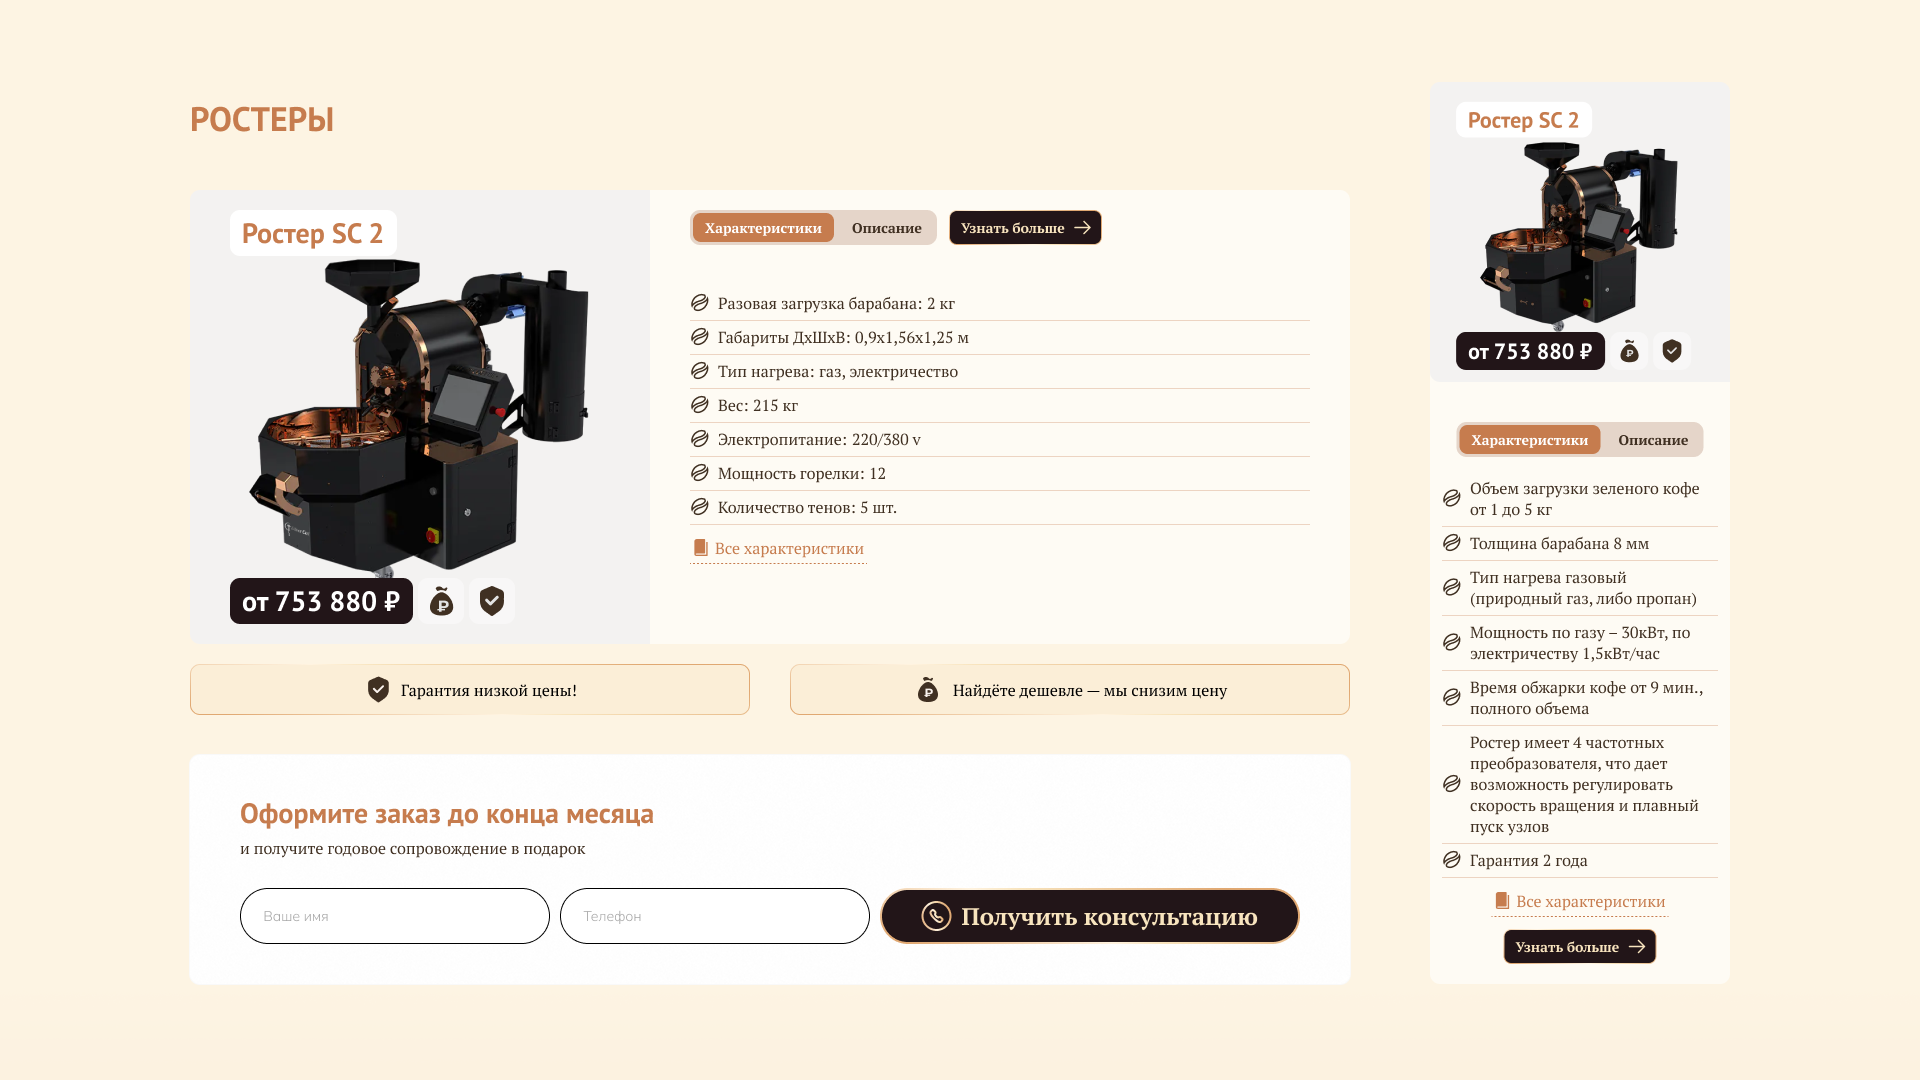 РОСТЕРЫ
Ростер SC 2
от 753 880 ₽
Характеристики
Описание
Узнать больше
Разовая загрузка барабана: 2 кг
Габариты ДхШхВ: 0,9х1,56х1,25 м
Тип нагрева: газ, электричество
Вес: 215 кг
Электропитание: 220/380 v
Мощность горелки: 12
Количество тенов: 5 шт.
Все характеристики
Гарантия низкой цены!
Найдёте дешевле — мы снизим цену
Оформите заказ до конца месяца
и получите годовое сопровождение в подарок
Ваше имя
Телефон
Получить консультацию
Ростер SC 2
от 753 880 ₽
Характеристики
Описание
Объем загрузки зеленого кофе
от 1 до 5 кг
Толщина барабана 8 мм
Тип нагрева газовый
(природный газ, либо пропан)
Мощность по газу – 30кВт, по
электричеству 1,5кВт/час
Время обжарки кофе от 9 мин.,
полного объема
Ростер имеет 4 частотных
преобразователя, что дает
возможность регулировать
скорость вращения и плавный
пуск узлов
Гарантия 2 года
Все характеристики
Узнать больше